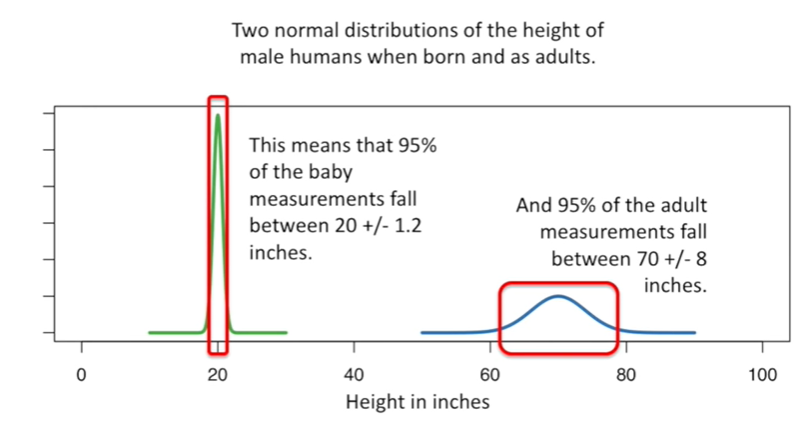 Two normal distributions of the height of
male humans when born and as adults.
This means that 95%
of the baby
measurements fall
between 20 +/- 1.2
inches.
And 95% of the adult
measurements fall
between 70 +/- 8
inches.
0 20 40 60 80 100
Height in inches